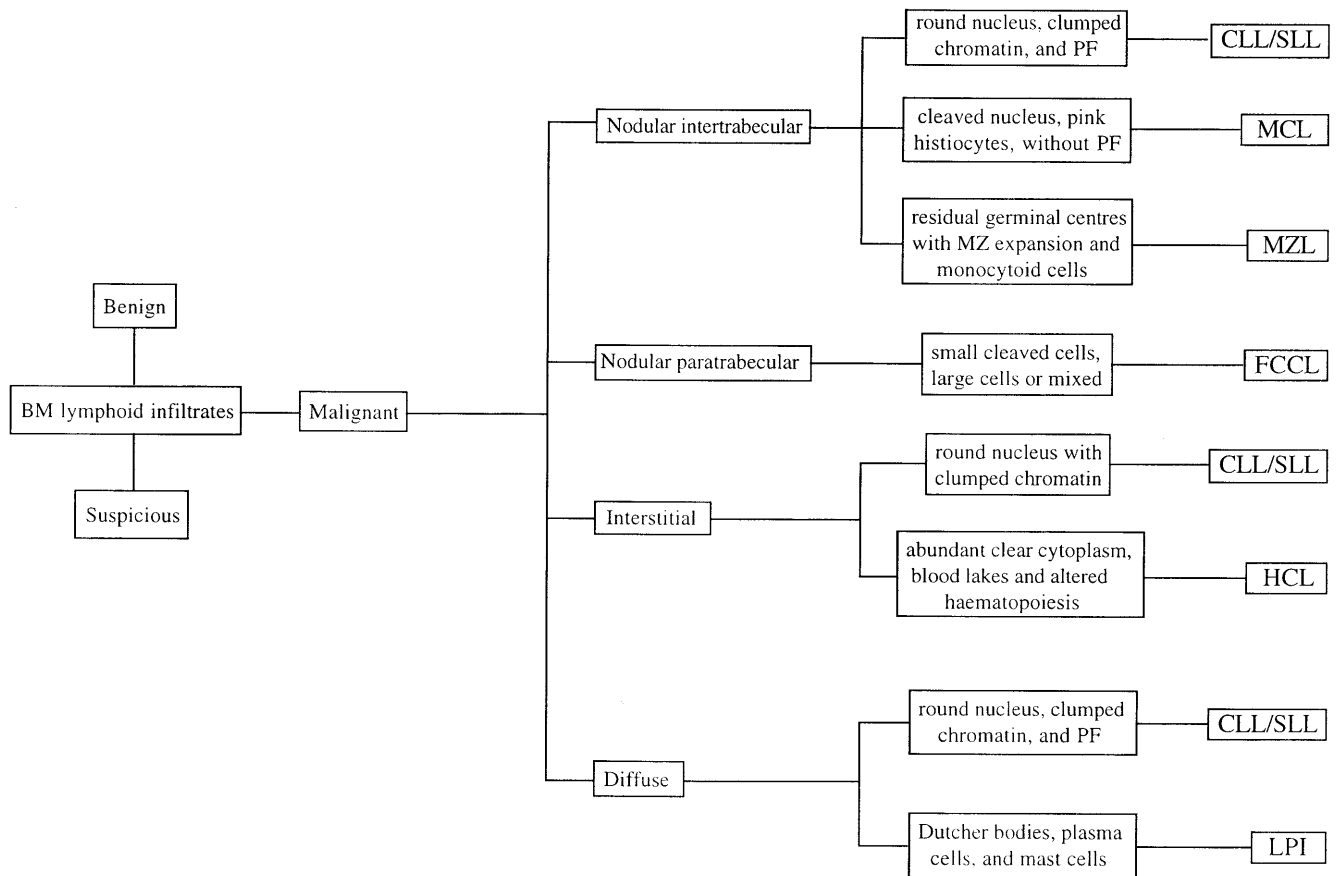 Benign
BM lymphoid infiltrates
Suspicious
Malignant
Nodular intertrabecular
round nucleus, clumped
chromatin, and PF
CLL/SLL
cleaved nucleus, pink
histiocytes, without PF
MCL
residual germinal centres
with MZ expansion and
monocytoid cells
MZL
Nodular paratrabecular
small cleaved cells,
large cells or mixed
FCCL
Interstitial
round nucleus with
clumped chromatin
CLL/SLL
abundant clear cytoplasm,
blood lakes and altered
haematopoiesis
HCL
Diffuse
round nucleus, clumped
chromatin, and PF
CLL/SLL
Dutcher bodies, plasma
cells, and mast cells
LPI